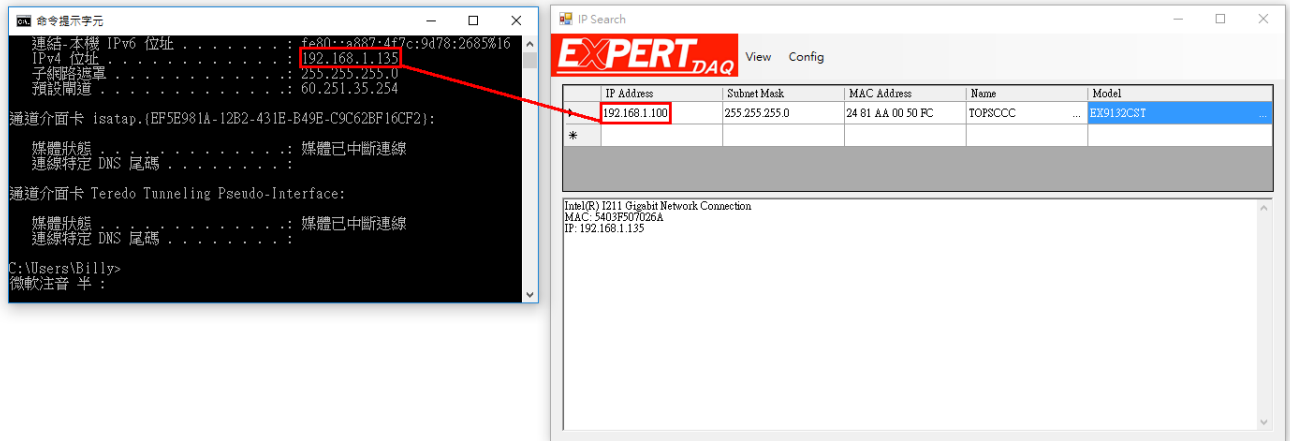 命令提示字元
連結-本機 IPv6 位址 . . . . . . . . : fe80::a887:4f7c:9d78:2685%16
IPv4 位址 . . . . . . . . . . . . . . : 192.168.1.135
子網路遮罩 . . . . . . . . . . . . .: 255.255.255.0
預設閘道 . . . . . . . . . . . . . .: 60.251.35.254
通道介面卡 isatap.{EF5E981A-12B2-431E-B49E-C9C62BF16CF2}:
媒體狀態 . . . . . . . . . . . . . .: 媒體已中斷連線
連線特定 DNS 尾碼 . . . . . . . . . :
通道介面卡 Teredo Tunneling Pseudo-Interface:
媒體狀態 . . . . . . . . . . . . . .: 媒體已中斷連線
連線特定 DNS 尾碼 . . . . . . . . . :
C:\Users\Billy>
微軟注音 半 :
IP Search
EXPERT DAQ View Config
IP Address Subnet Mask MAC Address Name Model
192.168.1.100 255.255.255.0 24 81 AA 00 50 FC TOPSCCC ... EX9132CST ...
Intel(R) I211 Gigabit Network Connection
MAC: 5403F507026A
IP: 192.168.1.135